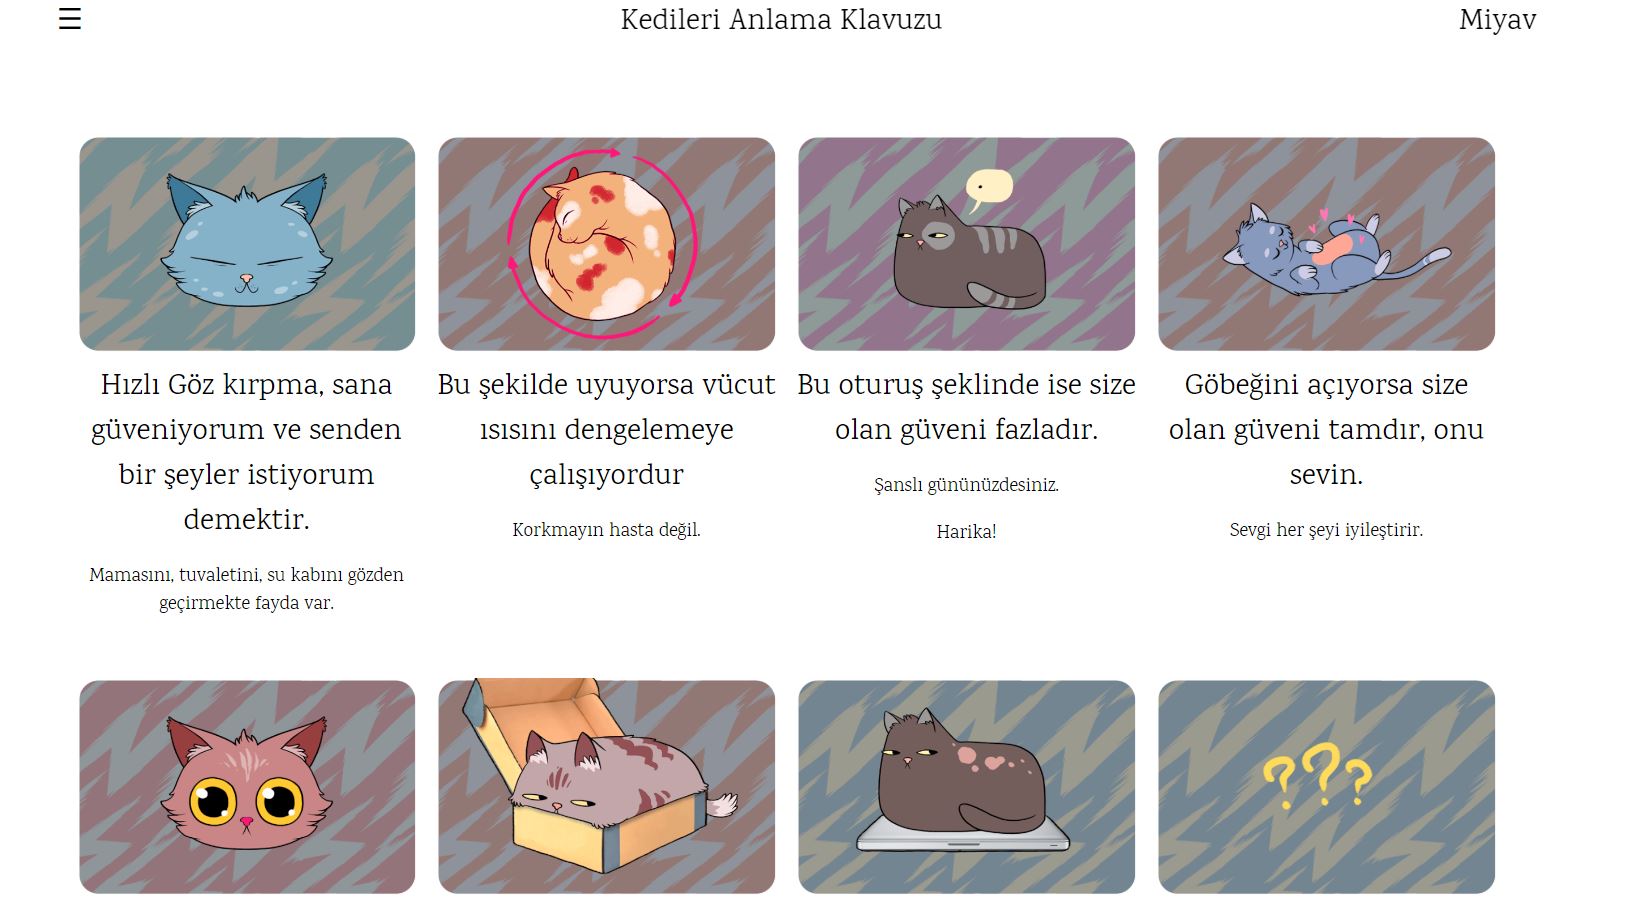 Kedileri Anlama Klavuzu
Miyav
Hızlı Göz kırpma, sana
güveniyorum ve senden
bir şeyler istiyorum
demektir.
Mamasını, tuvaletini, su kabını gözden
geçirmekte fayda var.
Bu şekilde uyuyorsa vücut
ısısını dengelemeye
çalışıyordur
Korkmayın hasta değil.
Bu oturuş şeklinde ise size
olan güveni fazladır.
Şanslı gününüzdesiniz.
Harika!
Göbeğini açıyorsa size
olan güveni tamdır, onu
sevin.
Sevgi her şeyi iyileştirir.
???